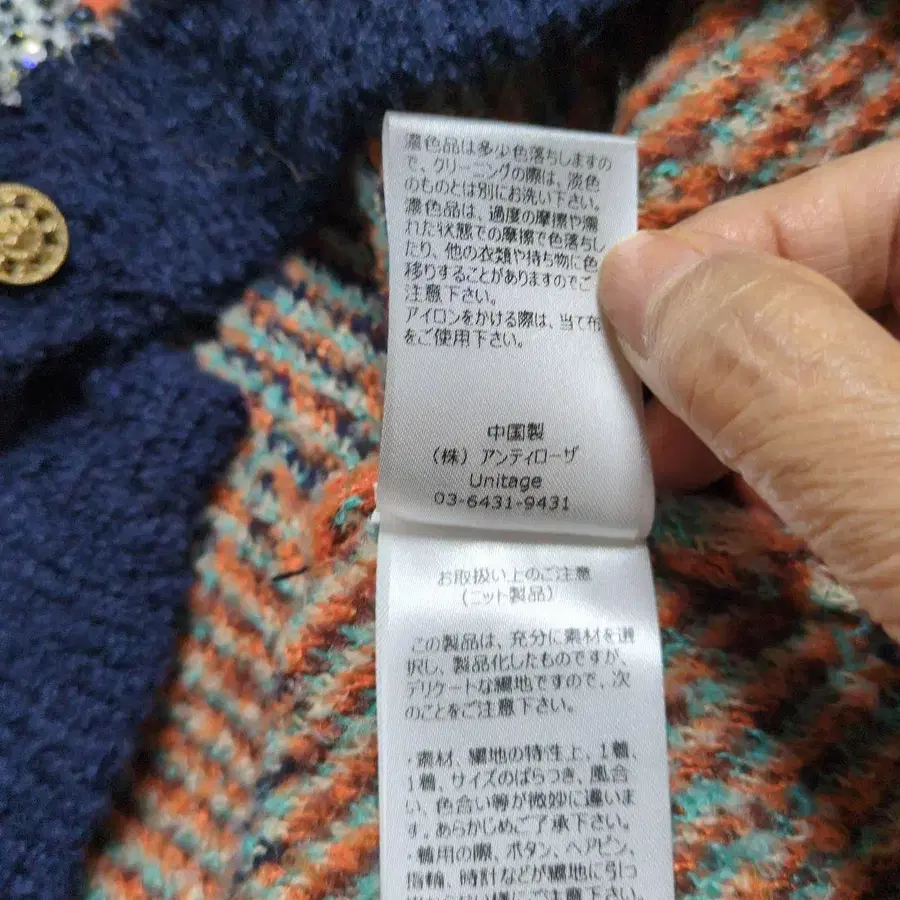 濃色品は多少色落ちしますの
で、クリーニングの際は、淡色
のものとは別にお洗い下さい。
濃色品は、過度の摩擦や濡
れた状態での摩擦で色落ちし
たり、他の衣類や持ち物に色
移りすることがありますのでご
注意下さい。
アイロンをかける際は、当て布
をご使用下さい。
中国製
（株）アンティローザ
Unitage
03-6431-9431
お取扱い上のご注意
（ニット製品）
この製品は、充分に素材を選
択し、製品化したものですが、
デリケートな編地ですので、次
のことをご注意下さい。
・素材、編地の特性上、1着、
1着、サイズのばらつき、風合
い、色合い等が微妙に違いま
す。あらかじめご了承下さい。
・着用の際、ボタン、ヘアピン、
指輪、時計などが編地に引っ